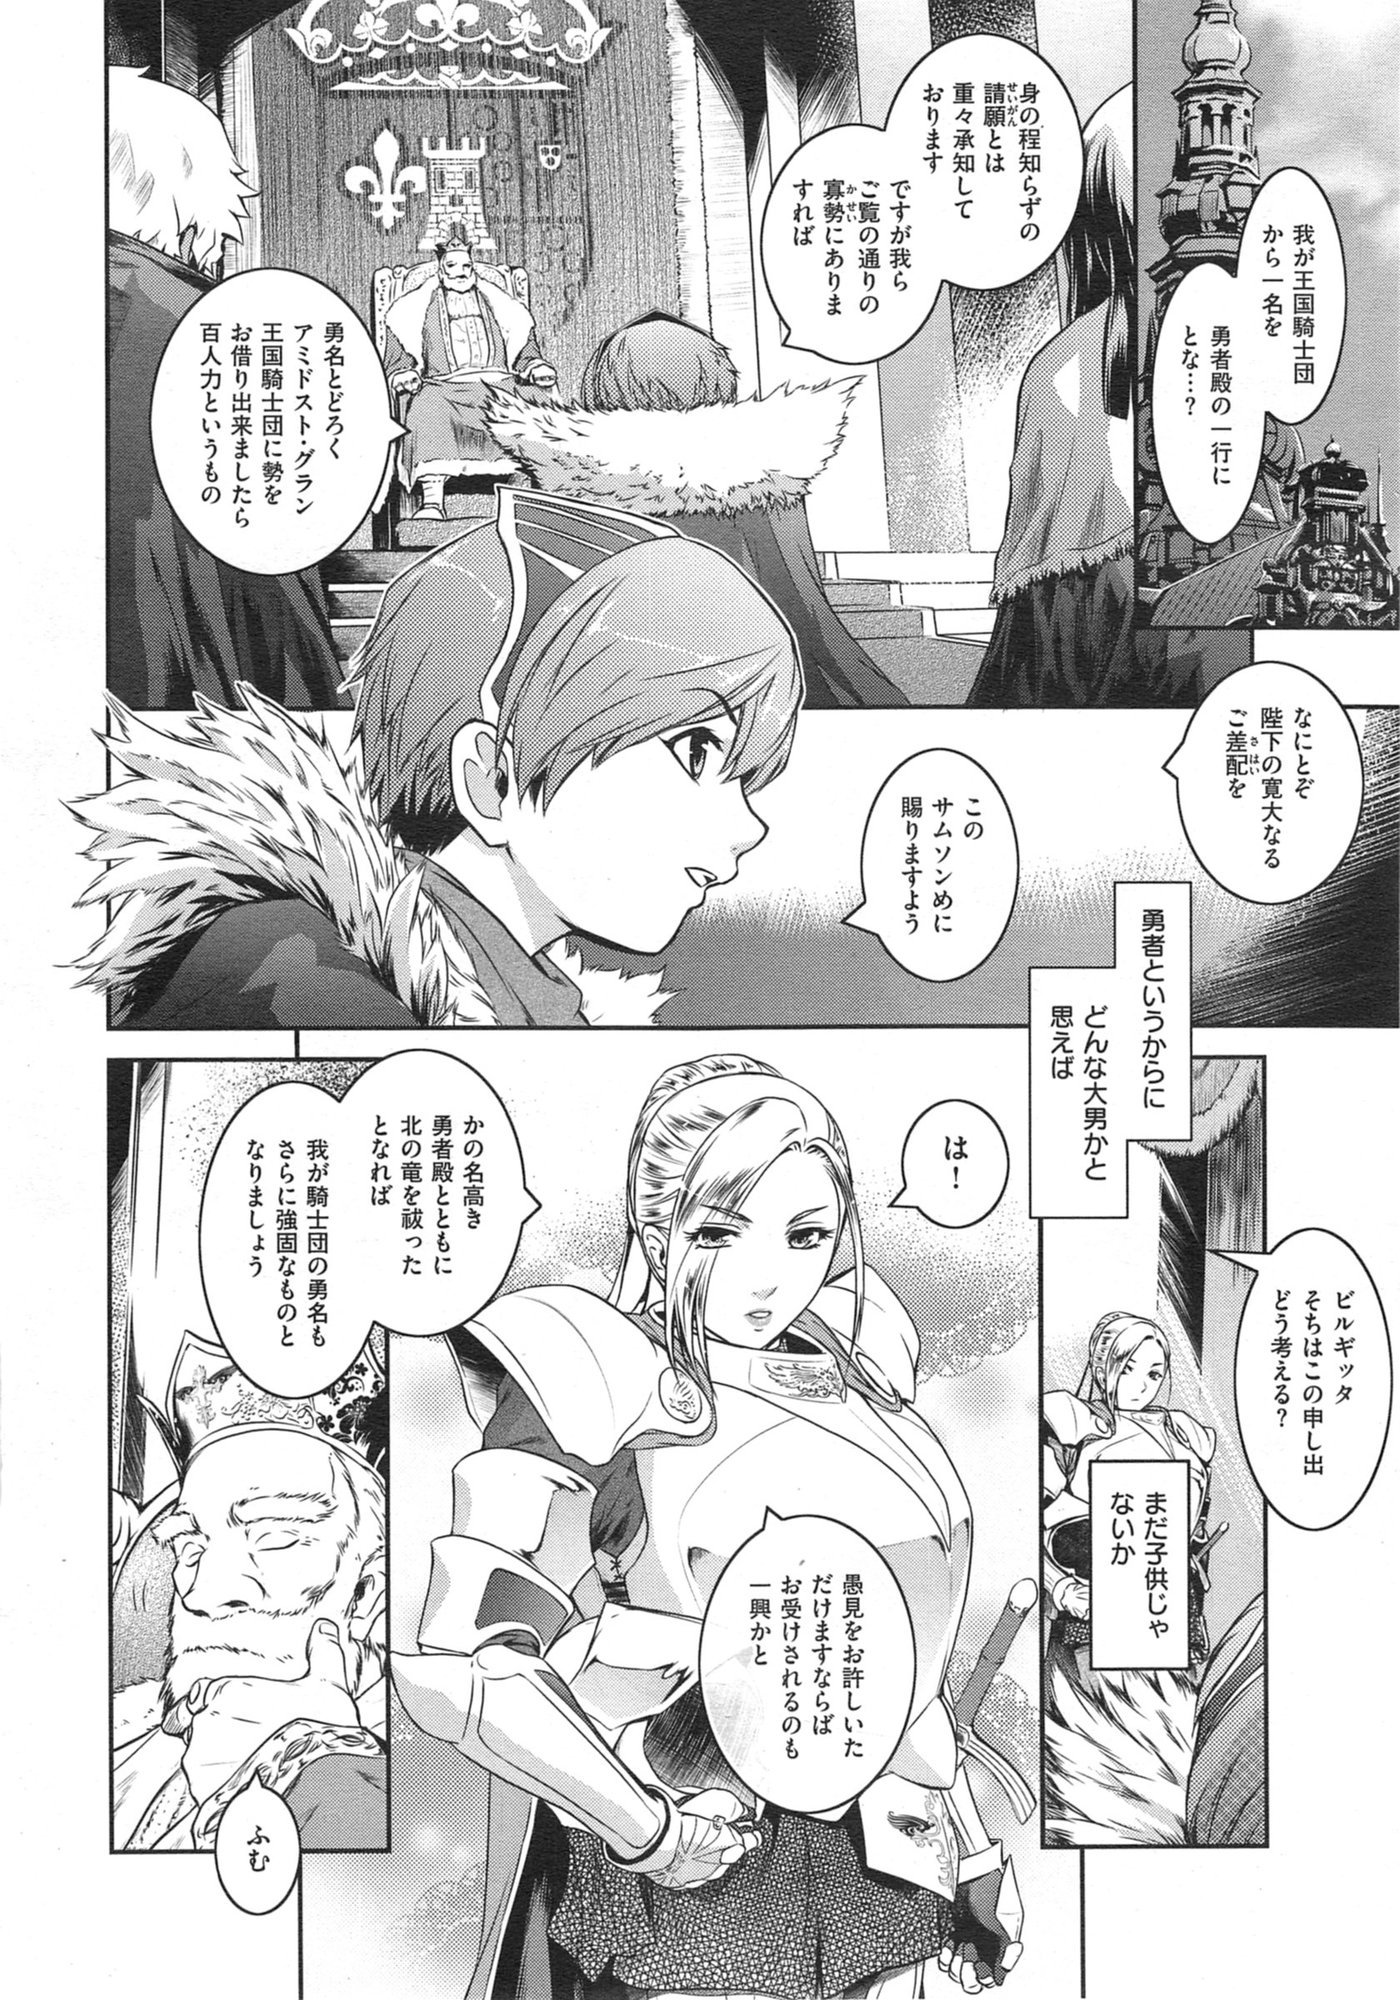 我が王国騎士団
から一名を
勇者殿の一行に
とな…?
身の程知らずの
請願とは
せいがん
重々承知して
おります
ですが我ら
ご覧の通りの
寡勢にありま
かせい
すれば
勇名とどろく
アミドスト・グラン
王国騎士団に勢を
お借り出来ましたら
百人力というもの
なにとぞ
陛下の寛大なる
ご差配を
さはい
この
サムソンめに
賜りますよう
勇者というからに
どんな大男かと
思えば
ビルギッタ
そちはこの申し出
どう考える?
まだ子供じゃ
ないか
は!
愚見をお許しいた
だけますならば
お受けされるのも
一興かと
かの名高き
勇者殿とともに
北の竜を祓った
となれば
我が騎士団の勇名も
さらに強固なものと
なりましょう
ふむ